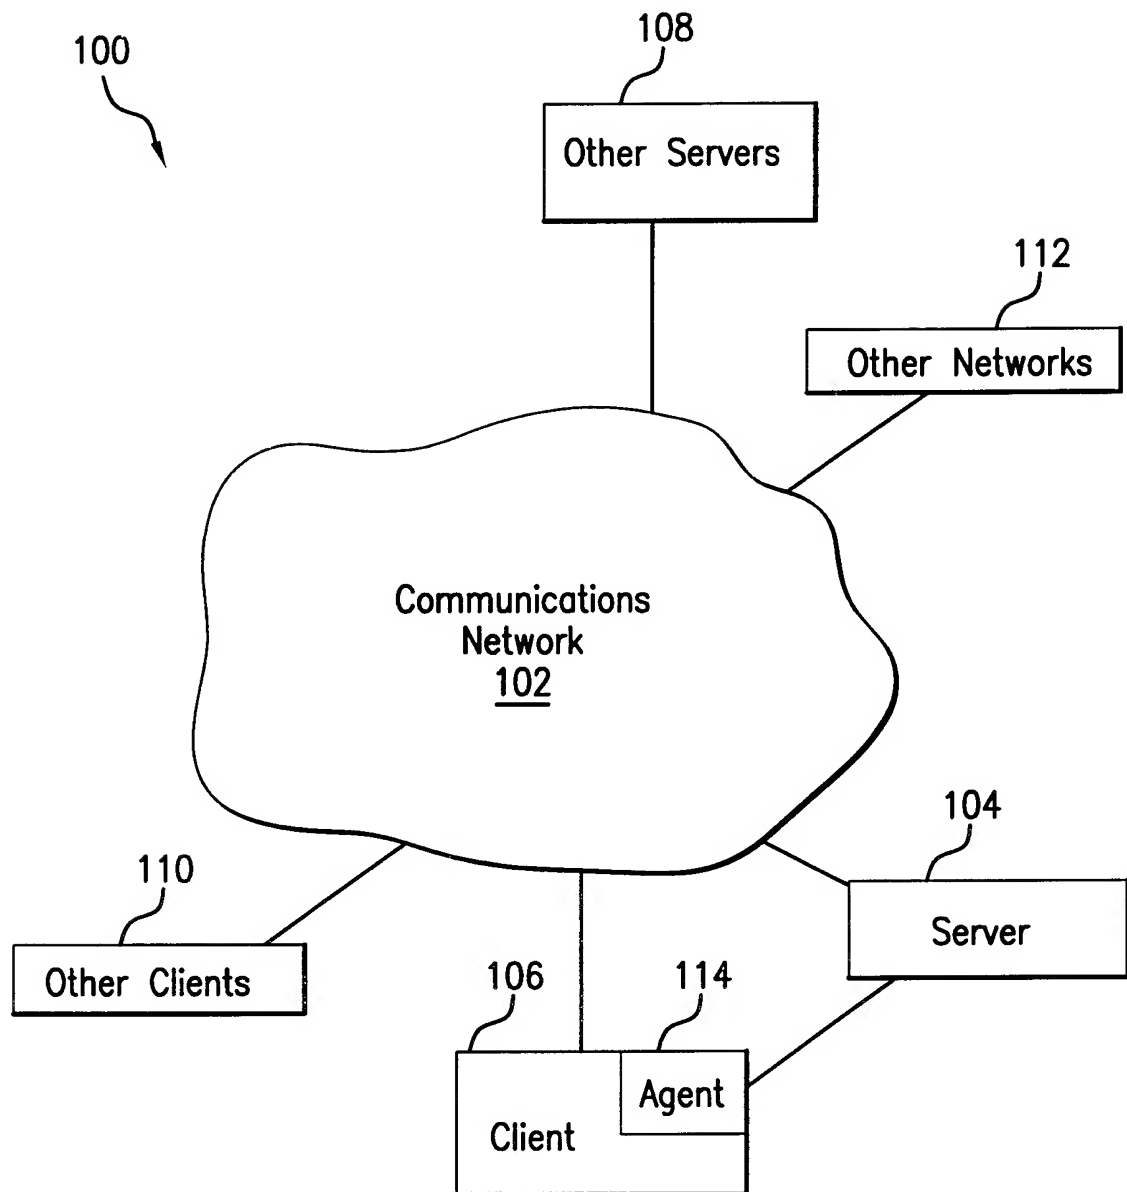 100
108
Other Servers
112
Other Networks
Communications
Network
102
104
Server
110
Other Clients
106
114
Agent
Client